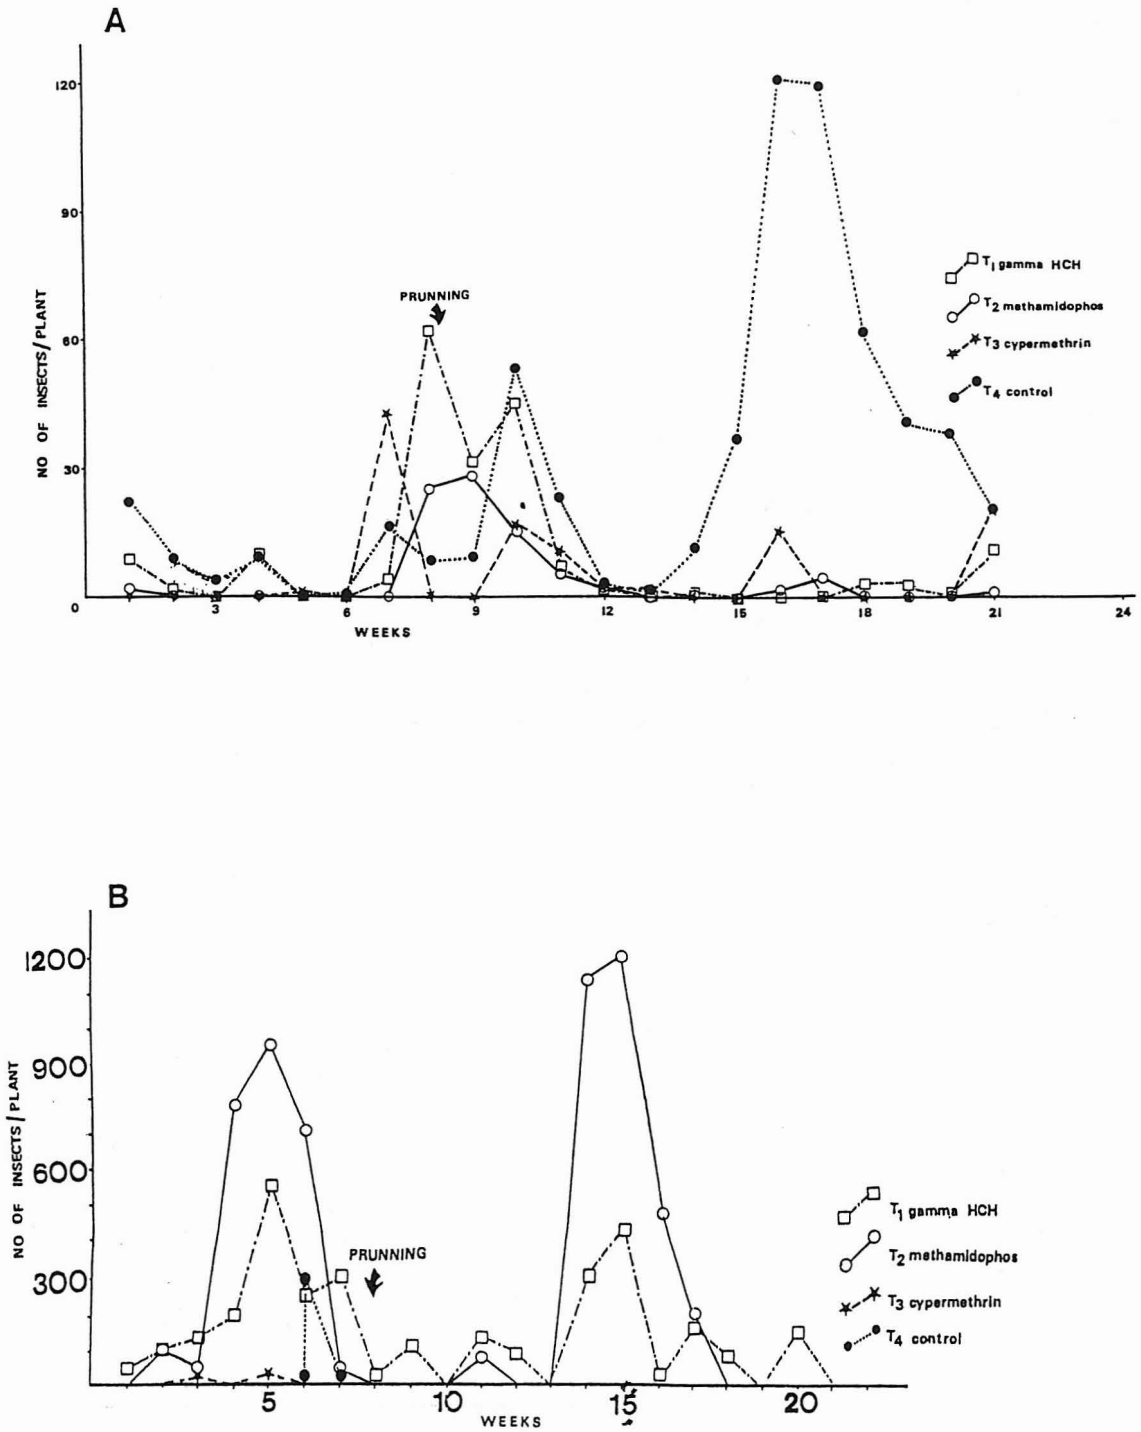 A
120
90
60
30
0
NO OF INSECTS/PLANT
PRUNNING
T1 gamma HCH
T2 methamidophos
T3 cypermethrin
T4 control
3
6
9
12
15
18
21
24
WEEKS
B
1200
900
600
300
NO OF INSECTS/PLANT
PRUNNING
T1 gamma HCH
T2 methamidophos
T3 cypermethrin
T4 control
5
10
15
20
WEEKS